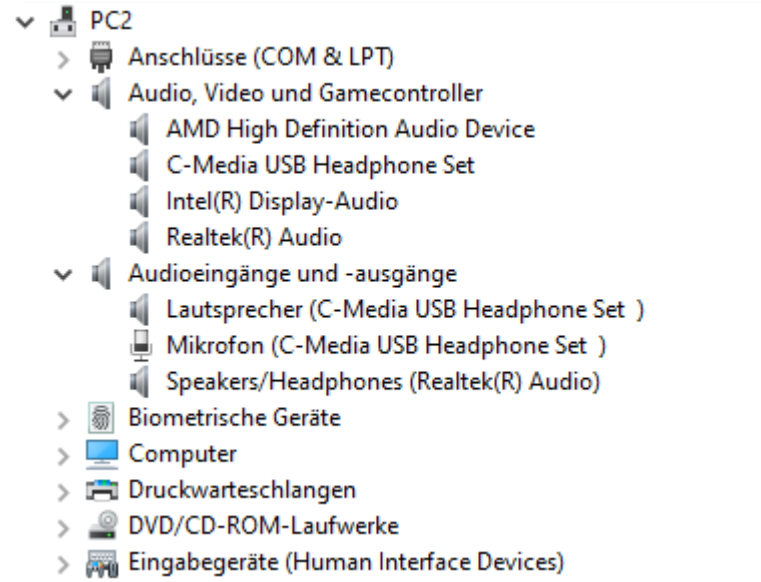 PC2
Anschlüsse (COM & LPT)
Audio, Video und Gamecontroller
AMD High Definition Audio Device
C-Media USB Headphone Set
Intel(R) Display-Audio
Realtek(R) Audio
Audioeingänge und -ausgänge
Lautsprecher (C-Media USB Headphone Set  )
Mikrofon (C-Media USB Headphone Set  )
Speakers/Headphones (Realtek(R) Audio)
Biometrische Geräte
Computer
Druckwarteschlangen
DVD/CD-ROM-Laufwerke
Eingabegeräte (Human Interface Devices)